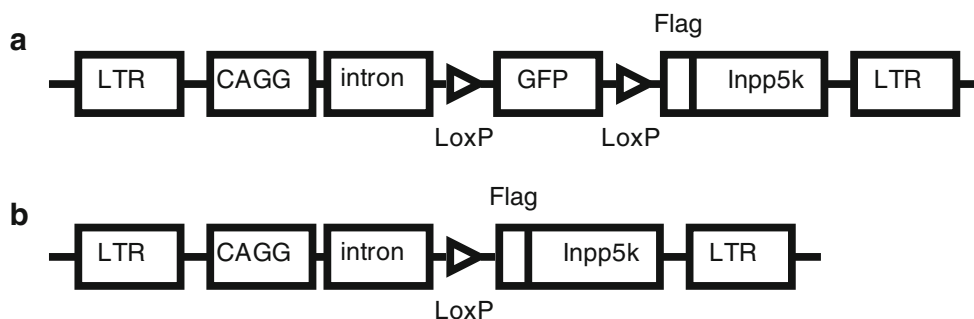 a
Flag
LTR CAGG intron GFP Inpp5k LTR
LoxP LoxP
b
Flag
LTR CAGG intron Inpp5k LTR
LoxP